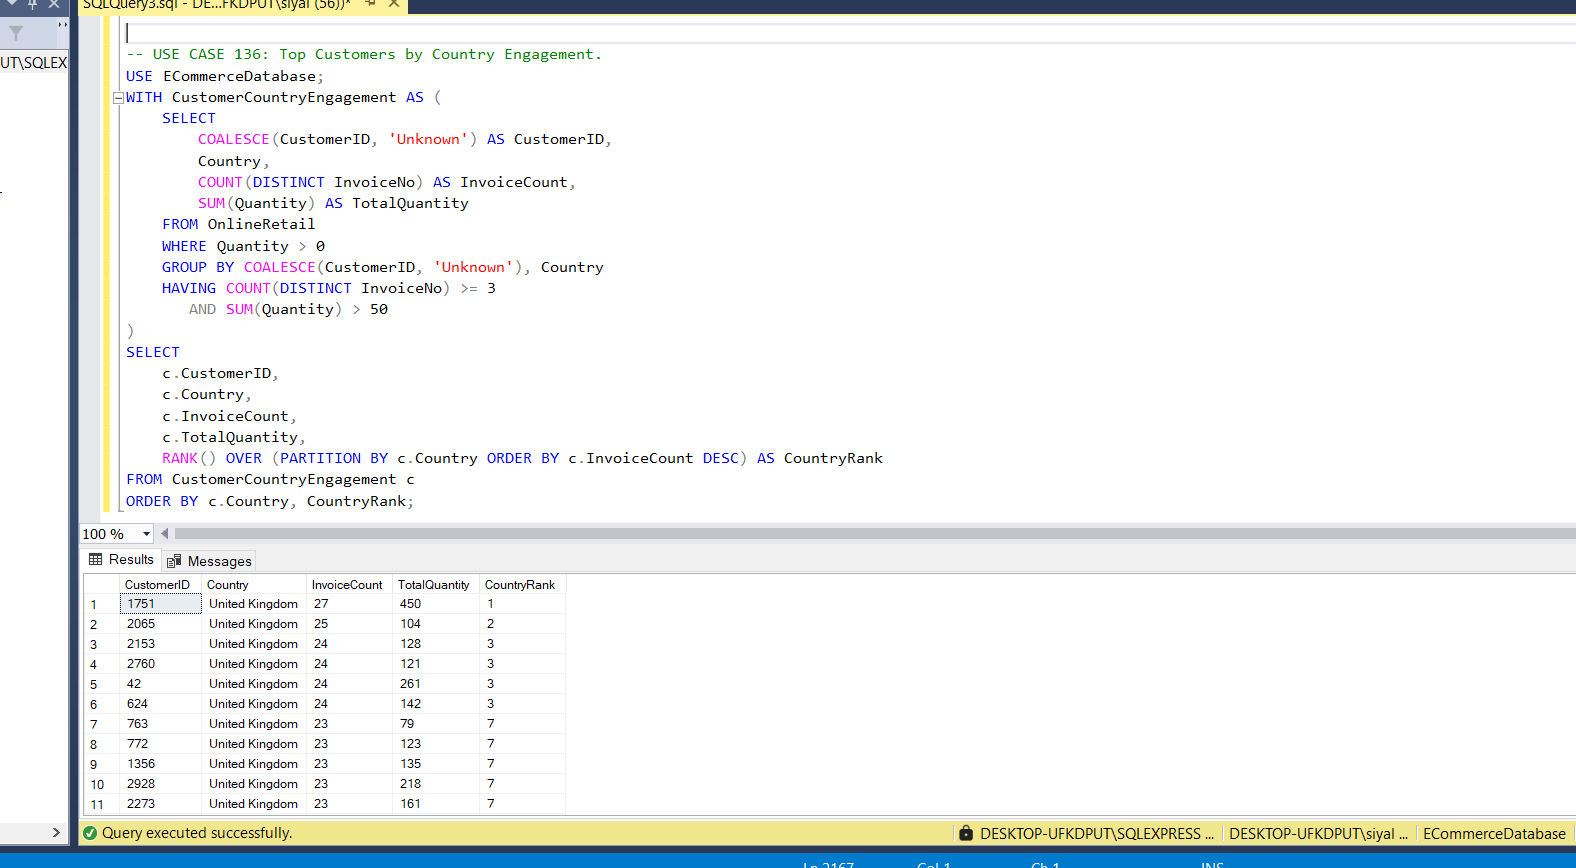 SQLQuery3.sql - DE...FKDPUT\siyal (56))*
UT\SQLEX
-- USE CASE 136: Top Customers by Country Engagement.
USE ECommerceDatabase;
WITH CustomerCountryEngagement AS (
SELECT
COALESCE(CustomerID, 'Unknown') AS CustomerID,
Country,
COUNT(DISTINCT InvoiceNo) AS InvoiceCount,
SUM(Quantity) AS TotalQuantity
FROM OnlineRetail
WHERE Quantity > 0
GROUP BY COALESCE(CustomerID, 'Unknown'), Country
HAVING COUNT(DISTINCT InvoiceNo) >= 3
AND SUM(Quantity) > 50
)
SELECT
c.CustomerID,
c.Country,
c.InvoiceCount,
c.TotalQuantity,
RANK() OVER (PARTITION BY c.Country ORDER BY c.InvoiceCount DESC) AS CountryRank
FROM CustomerCountryEngagement c
ORDER BY c.Country, CountryRank;
100 %
Results Messages
CustomerID Country InvoiceCount TotalQuantity CountryRank
1 1751 United Kingdom 27 450 1
2 2065 United Kingdom 25 104 2
3 2153 United Kingdom 24 128 3
4 2760 United Kingdom 24 121 3
5 42 United Kingdom 24 261 3
6 624 United Kingdom 24 142 3
7 763 United Kingdom 23 79 7
8 772 United Kingdom 23 123 7
9 1356 United Kingdom 23 135 7
10 2928 United Kingdom 23 218 7
11 2273 United Kingdom 23 161 7
Query executed successfully. DESKTOP-UFKDPUT\SQLEXPRESS ... DESKTOP-UFKDPUT\siyal ... ECommerceDatabase
Ln 2167 Col 1 Ch 1 INS